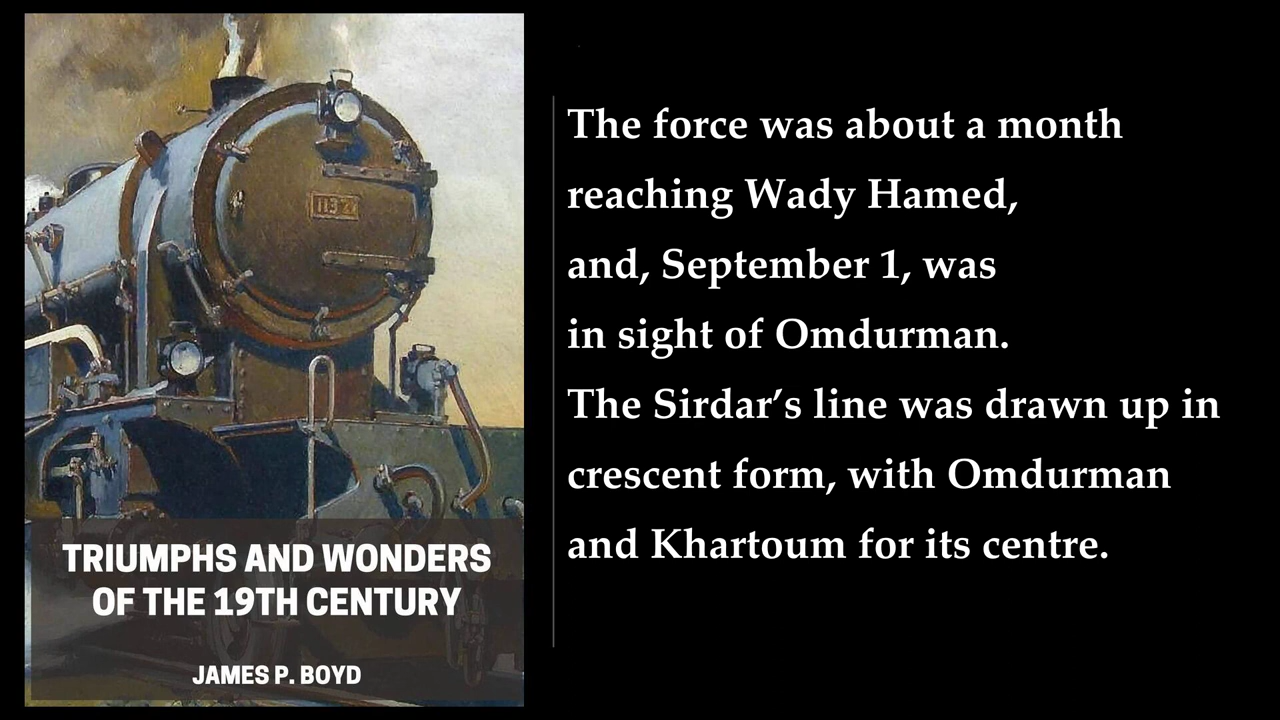 TRIUMPHS AND WONDERS
OF THE 19TH CENTURY
JAMES P. BOYD
The force was about a month
reaching Wady Hamed,
and, September 1, was
in sight of Omdurman.
The Sirdar’s line was drawn up in
crescent form, with Omdurman
and Khartoum for its centre.